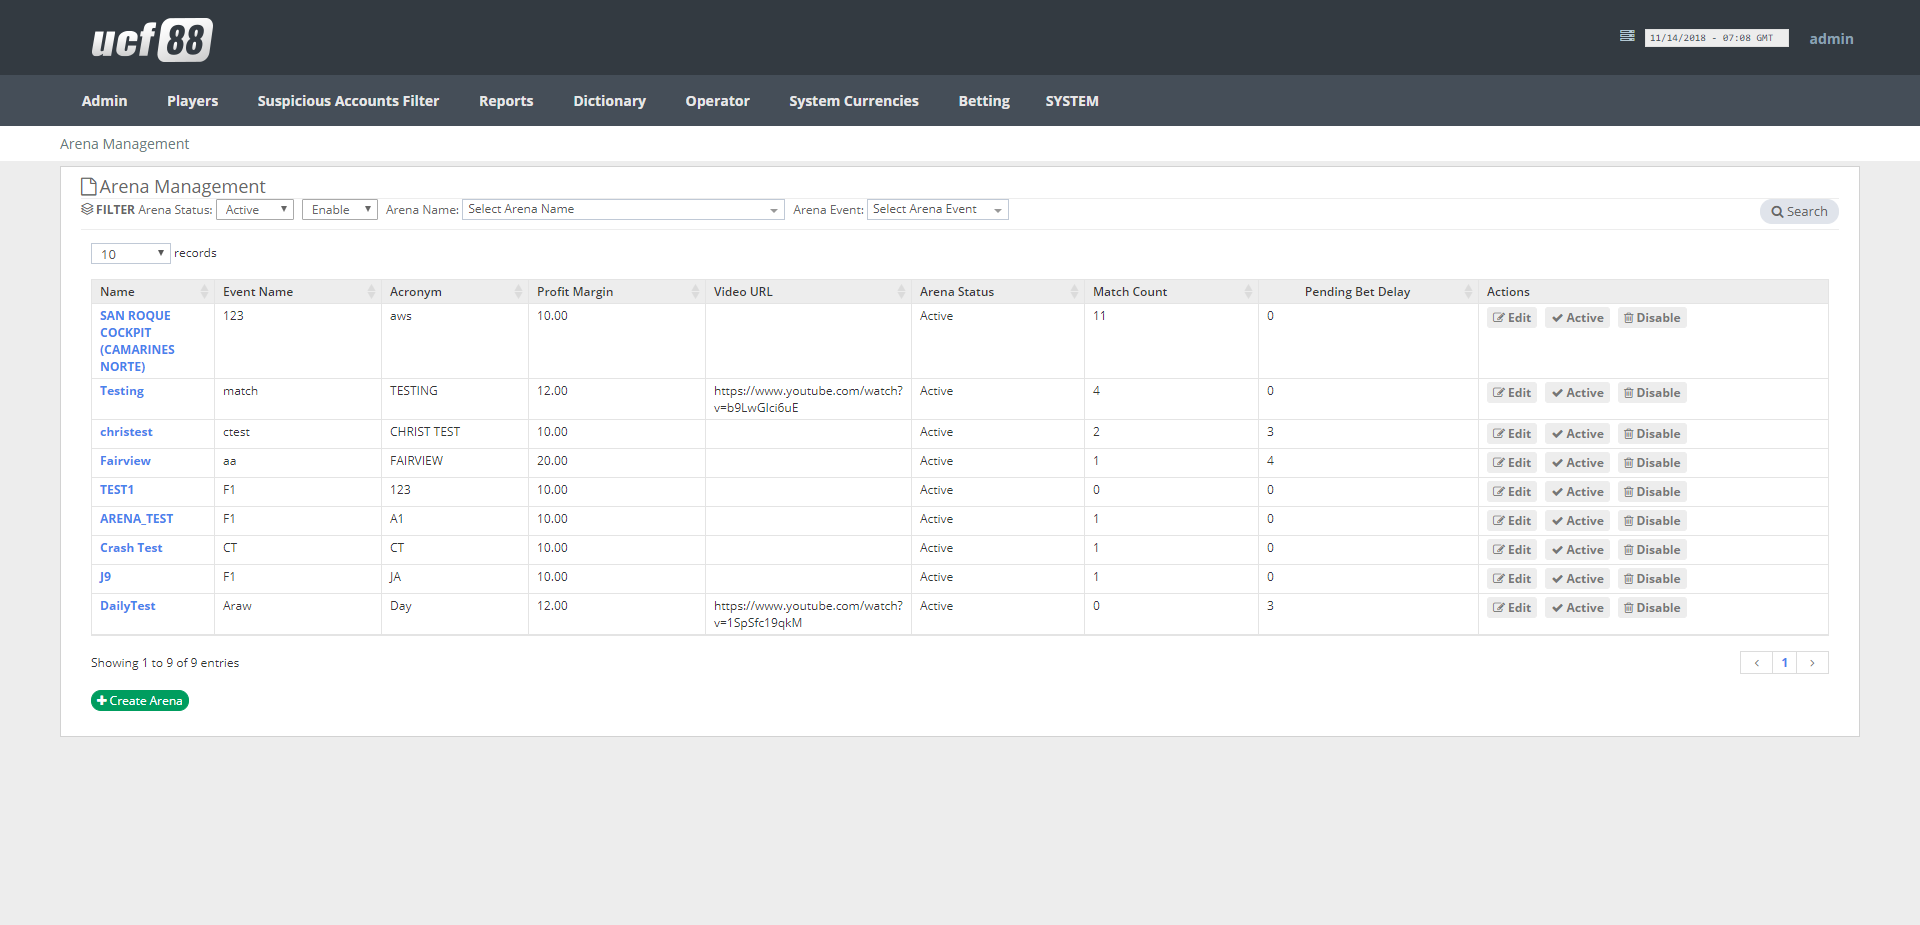 ucf 88
11/14/2018 - 07:08 GMT
admin
Admin Players Suspicious Accounts Filter Reports Dictionary Operator System Currencies Betting SYSTEM
Arena Management
Arena Management
FILTER Arena Status: Active Enable Arena Name: Select Arena Name Arena Event: Select Arena Event Search
10 records
Name Event Name Acronym Profit Margin Video URL Arena Status Match Count Pending Bet Delay Actions
SAN ROQUE 123 aws 10.00 Active 11 0 Edit Active Disable
COCKPIT
(CAMARINES
NORTE)
Testing match TESTING 12.00 https://www.youtube.com/watch? Active 4 0 Edit Active Disable
v=b9LwGlci6uE
christest ctest CHRIST TEST 10.00 Active 2 3 Edit Active Disable
Fairview aa FAIRVIEW 20.00 Active 1 4 Edit Active Disable
TEST1 F1 123 10.00 Active 0 0 Edit Active Disable
ARENA_TEST F1 A1 10.00 Active 1 0 Edit Active Disable
Crash Test CT CT 10.00 Active 1 0 Edit Active Disable
J9 F1 JA 10.00 Active 1 0 Edit Active Disable
DailyTest Araw Day 12.00 https://www.youtube.com/watch? Active 0 3 Edit Active Disable
v=1SpSfc19qkM
Showing 1 to 9 of 9 entries
‹ 1 ›
Create Arena